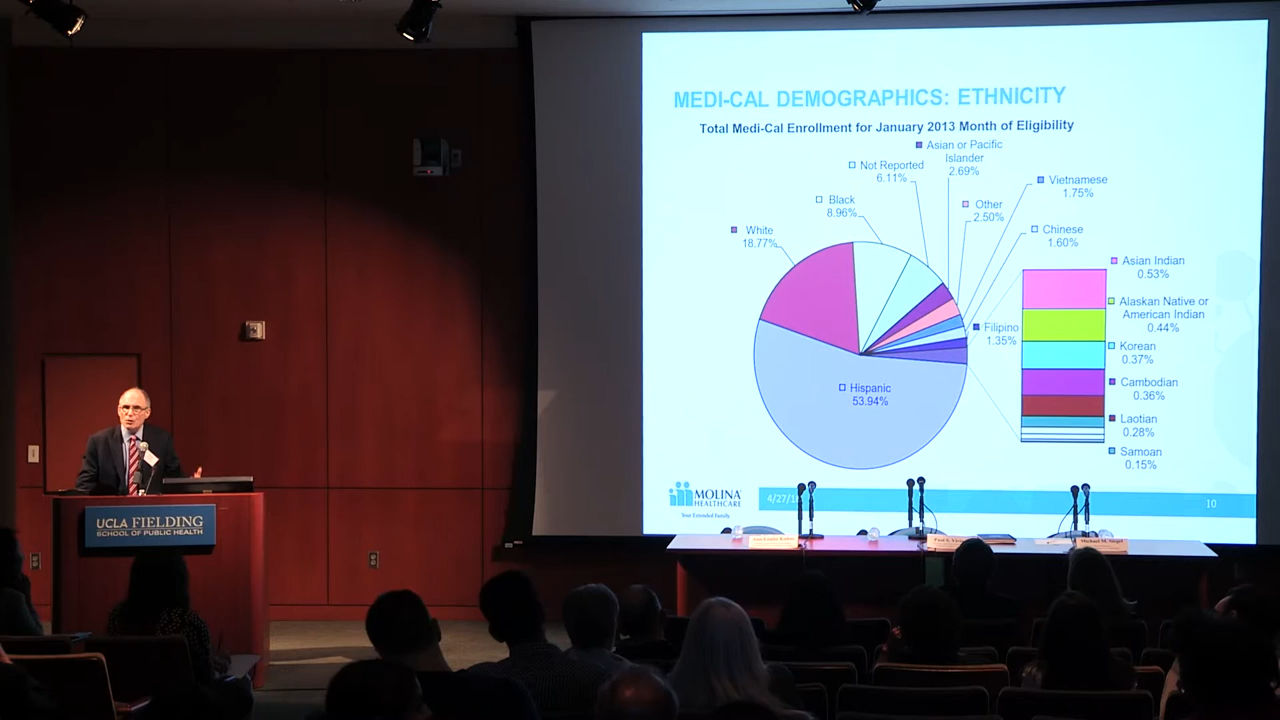 MEDI-CAL DEMOGRAPHICS: ETHNICITY
Total Medi-Cal Enrollment for January 2013 Month of Eligibility
Asian or Pacific
Islander
2.69%
Not Reported
6.11%
Vietnamese
1.75%
Black
8.96%
Other
2.50%
White
18.77%
Chinese
1.60%
Asian Indian
0.53%
Alaskan Native or
American Indian
0.44%
Filipino
1.35%
Korean
0.37%
Hispanic
53.94%
Cambodian
0.36%
Laotian
0.28%
Samoan
0.15%
MOLINA
HEALTHCARE
Your Extended Family
4/27/1
10
UCLA FIELDING
SCHOOL OF PUBLIC HEALTH